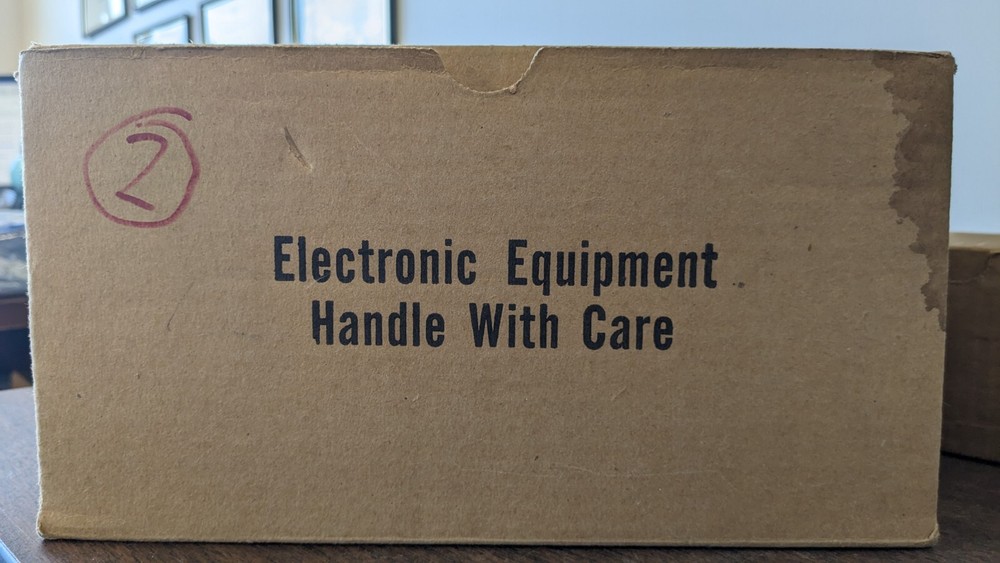 2
Electronic Equipment
Handle With Care